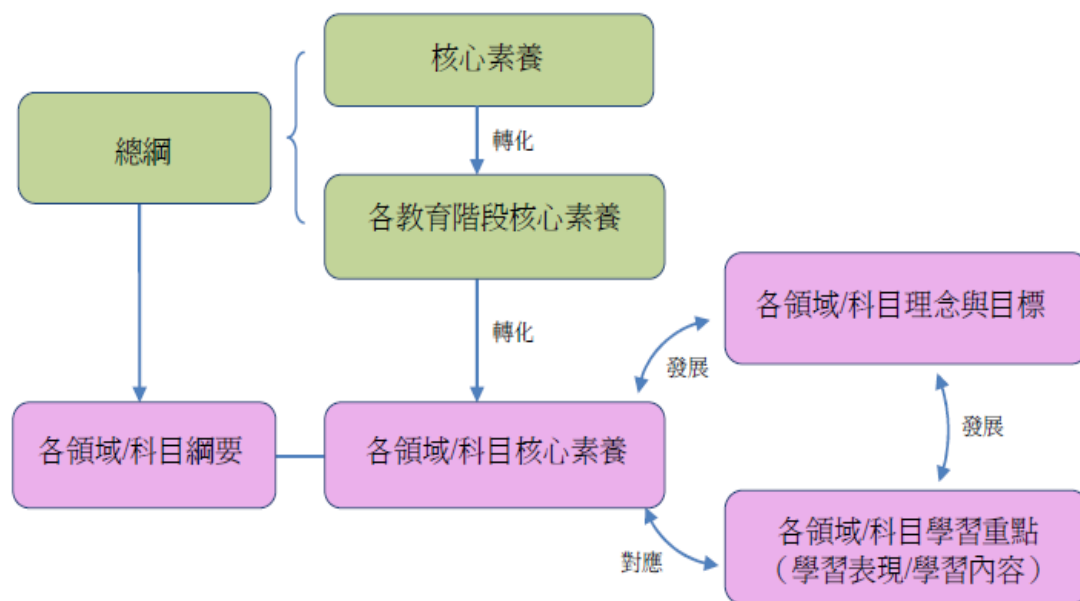 核心素養
總綱
轉化
各教育階段核心素養
轉化
各領域/科目理念與目標
發展
發展
各領域/科目綱要
各領域/科目核心素養
對應
各領域/科目學習重點
（學習表現/學習內容）